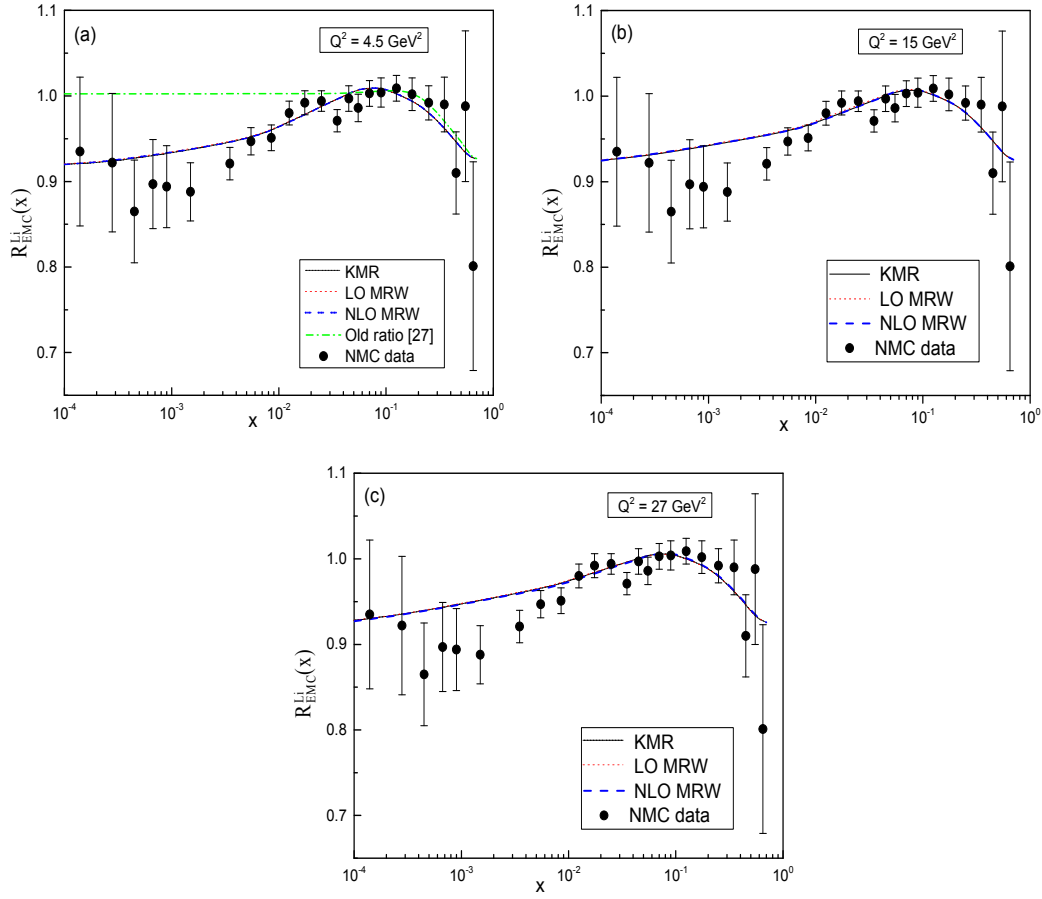 (a)
Q² = 4.5 GeV²
1.1
1.0
0.9
0.8
0.7
R^Li_EMC(x)
KMR
LO MRW
NLO MRW
Old ratio [27]
NMC data
10⁻⁴ 10⁻³ 10⁻² 10⁻¹ 10⁰
x
(b)
Q² = 15 GeV²
1.1
1.0
0.9
0.8
0.7
R^Li_EMC(x)
KMR
LO MRW
NLO MRW
NMC data
10⁻⁴ 10⁻³ 10⁻² 10⁻¹ 10⁰
x
(c)
Q² = 27 GeV²
1.1
1.0
0.9
0.8
0.7
R^Li_EMC(x)
KMR
LO MRW
NLO MRW
NMC data
10⁻⁴ 10⁻³ 10⁻² 10⁻¹ 10⁰
x